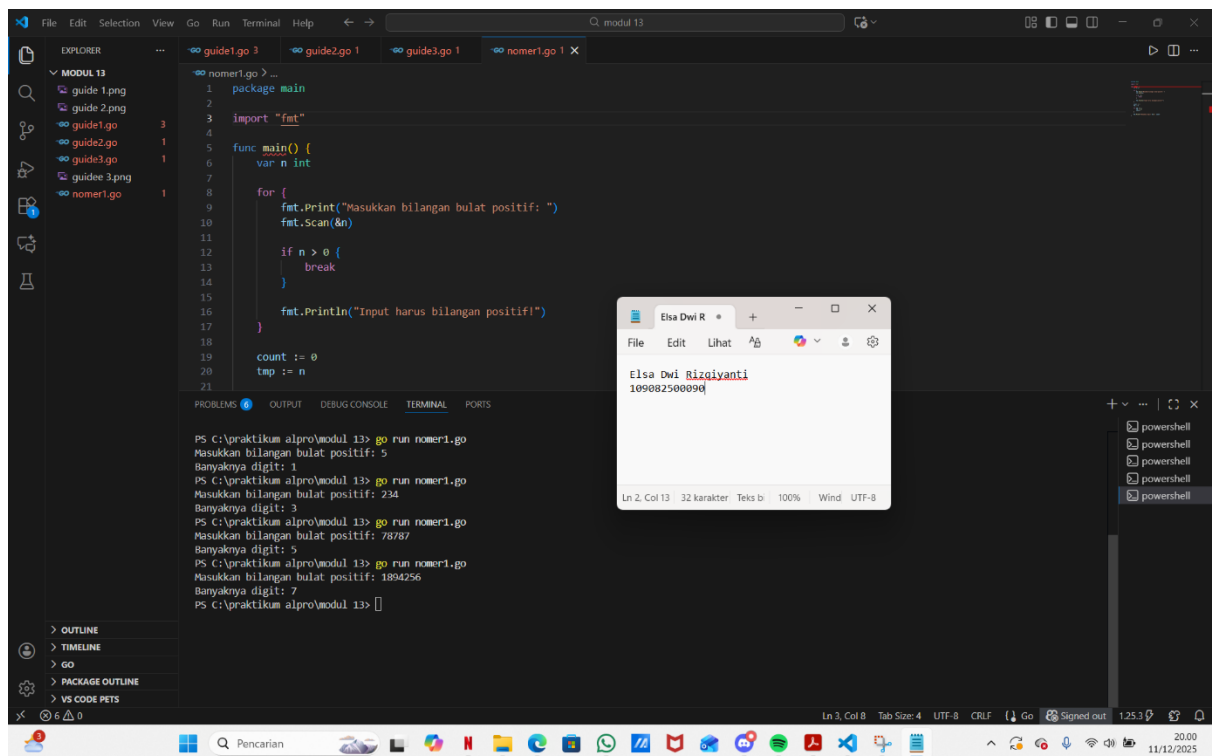 File Edit Selection View Go Run Terminal Help modul 13
EXPLORER
guide1.go 3 guide2.go 1 guide3.go 1 nomer1.go 1
MODUL 13
guide 1.png
guide 2.png
guide1.go 3
guide2.go 1
guide3.go 1
guidee 3.png
nomer1.go 1
OUTLINE
TIMELINE
GO
PACKAGE OUTLINE
VS CODE PETS
nomer1.go > ...
1 package main
2
3 import "fmt"
4
5 func main() {
6 var n int
7
8 for {
9 fmt.Print("Masukkan bilangan bulat positif: ")
10 fmt.Scan(&n)
11
12 if n > 0 {
13 break
14 }
15
16 fmt.Println("Input harus bilangan positif!")
17 }
18
19 count := 0
20 tmp := n
21
PROBLEMS 6 OUTPUT DEBUG CONSOLE TERMINAL PORTS
PS C:\praktikum alpro\modul 13> go run nomer1.go
Masukkan bilangan bulat positif: 5
Banyaknya digit: 1
PS C:\praktikum alpro\modul 13> go run nomer1.go
Masukkan bilangan bulat positif: 234
Banyaknya digit: 3
PS C:\praktikum alpro\modul 13> go run nomer1.go
Masukkan bilangan bulat positif: 78787
Banyaknya digit: 5
PS C:\praktikum alpro\modul 13> go run nomer1.go
Masukkan bilangan bulat positif: 1894256
Banyaknya digit: 7
PS C:\praktikum alpro\modul 13>
powershell
powershell
powershell
powershell
powershell
Elsa Dwi R
File Edit Lihat
Elsa Dwi Rizqiyanti
109082500090
Ln 2, Col 13 32 karakter Teks bi 100% Wind UTF-8
6 0 Ln 3, Col 8 Tab Size: 4 UTF-8 CRLF Go Signed out 1.25.3
3 Pencarian 20.00
11/12/2025